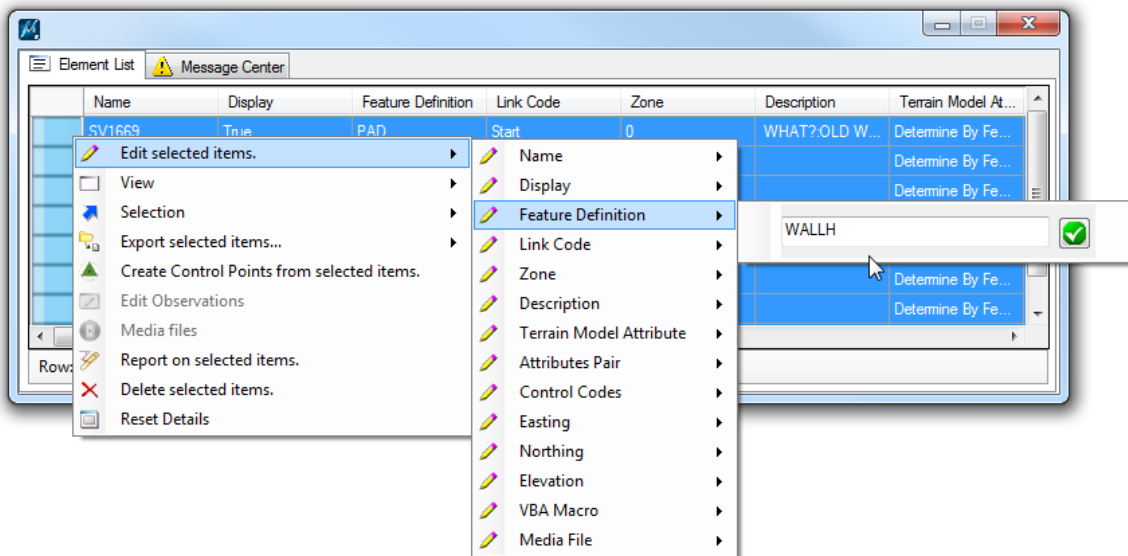 Element List
Message Center
Name Display Feature Definition Link Code Zone Description Terrain Model At...
SV1669 True PAD Start 0 WHAT?:OLD W... Determine By Fe...
Determine By Fe...
Determine By Fe...
Determine By Fe...
Determine By Fe...
Row:
Edit selected items.
View
Selection
Export selected items...
Create Control Points from selected items.
Edit Observations
Media files
Report on selected items.
Delete selected items.
Reset Details
Name
Display
Feature Definition
Link Code
Zone
Description
Terrain Model Attribute
Attributes Pair
Control Codes
Easting
Northing
Elevation
VBA Macro
Media File
WALLH